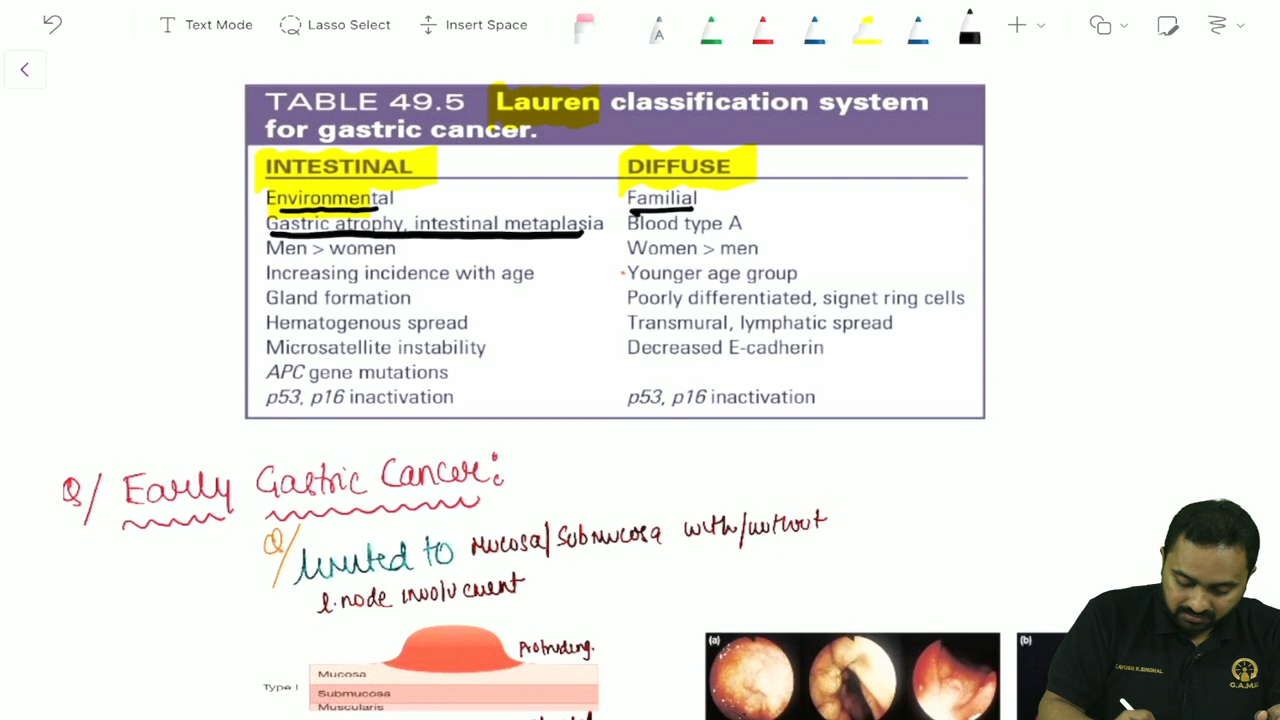 Text Mode
Lasso Select
Insert Space
A
TABLE 49.5 Lauren classification system
for gastric cancer.
INTESTINAL DIFFUSE
Environmental Familial
Gastric atrophy, intestinal metaplasia Blood type A
Men > women Women > men
Increasing incidence with age Younger age group
Gland formation Poorly differentiated, signet ring cells
Hematogenous spread Transmural, lymphatic spread
Microsatellite instability Decreased E-cadherin
APC gene mutations
p53, p16 inactivation p53, p16 inactivation
Q/ Early Gastric Cancer:
Q/ Limited to Mucosa/Submucosa with/without
l. node involvement
Protruding.
Type I
Mucosa
Submucosa
Muscularis
(a)
(b)
AYUSH K.SINGHAL
G.A.M.E